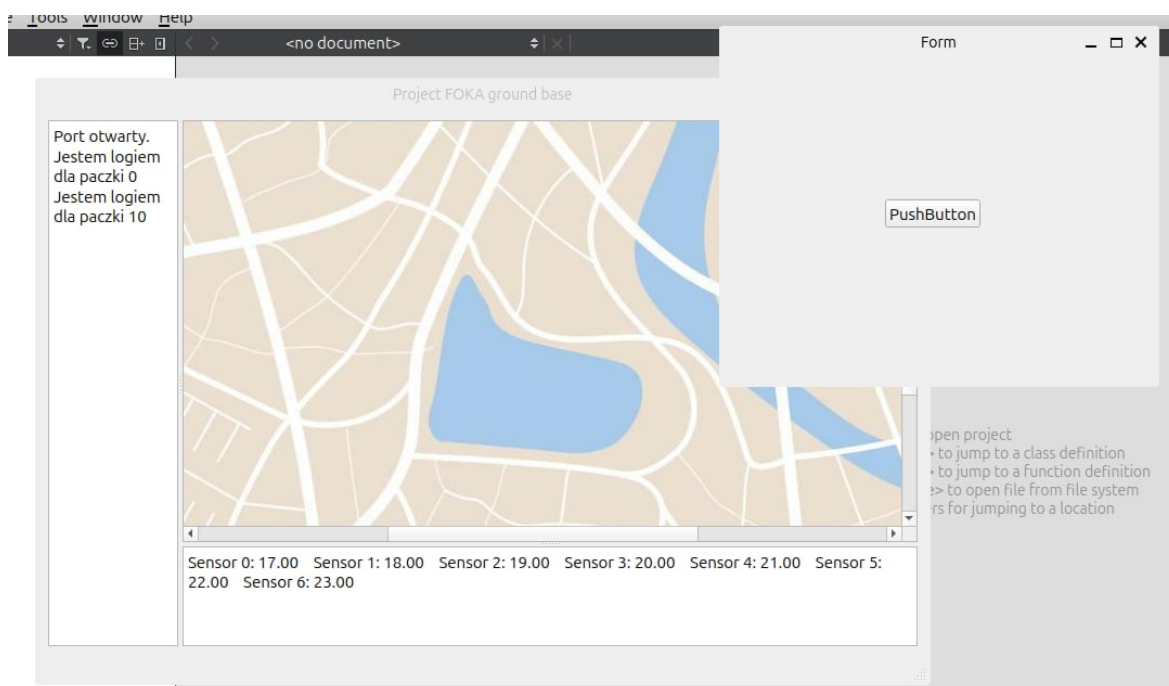 Tools Window Help
<no document>
Form
Project FOKA ground base
Port otwarty.
Jestem logiem
dla paczki 0
Jestem logiem
dla paczki 10
PushButton
open project
> to jump to a class definition
> to jump to a function definition
e> to open file from file system
rs for jumping to a location
Sensor 0: 17.00 Sensor 1: 18.00 Sensor 2: 19.00 Sensor 3: 20.00 Sensor 4: 21.00 Sensor 5:
22.00 Sensor 6: 23.00